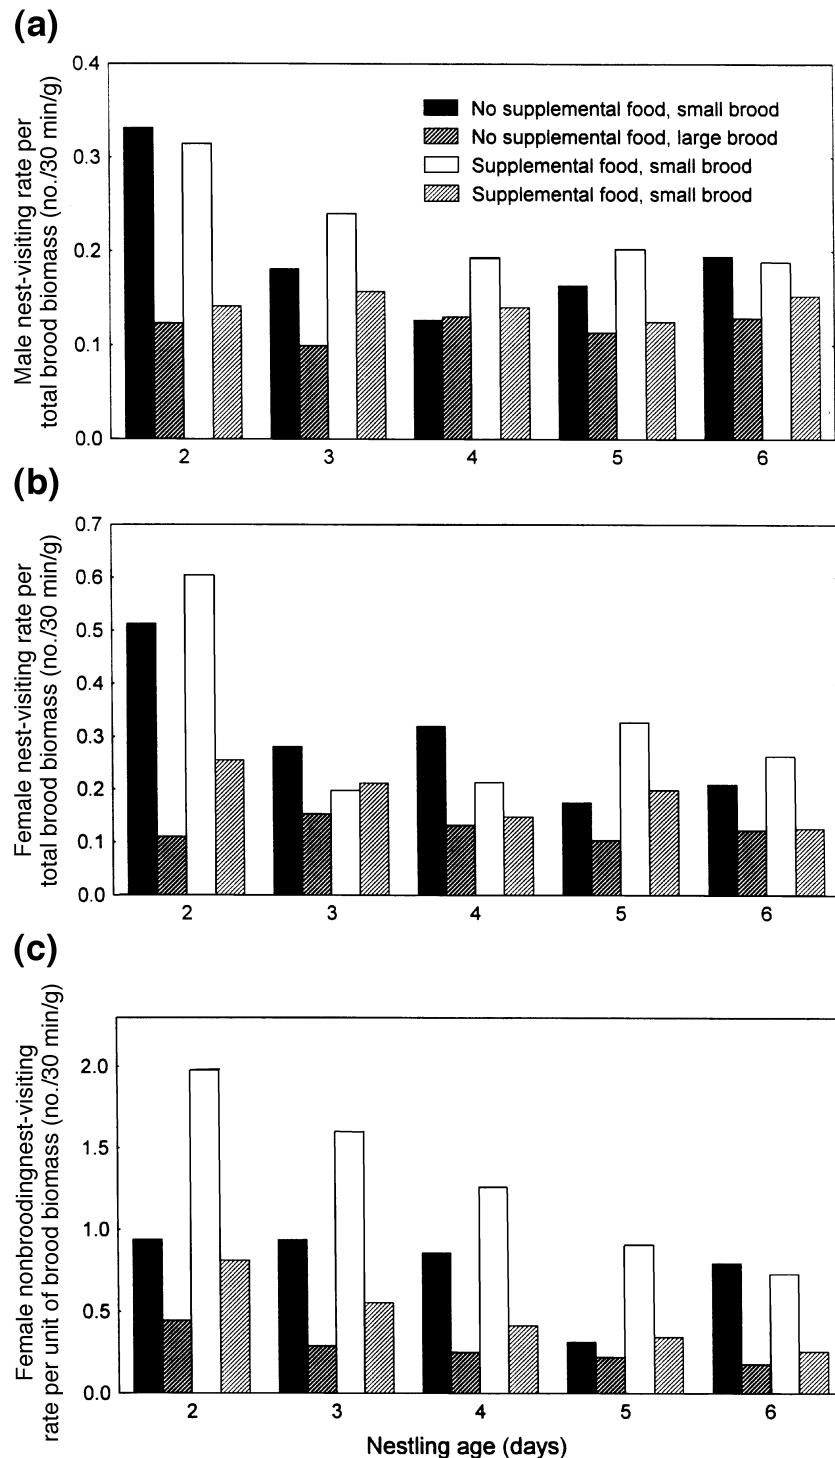 (a)
Male nest-visiting rate per
total brood biomass (no./30 min/g)
0.4
0.3
0.2
0.1
0.0
No supplemental food, small brood
No supplemental food, large brood
Supplemental food, small brood
Supplemental food, small brood
2 3 4 5 6
(b)
Female nest-visiting rate per
total brood biomass (no./30 min/g)
0.7
0.6
0.5
0.4
0.3
0.2
0.1
0.0
2 3 4 5 6
(c)
Female nonbroodingnest-visiting
rate per unit of brood biomass (no./30 min/g)
2.0
1.5
1.0
0.5
0.0
2 3 4 5 6
Nestling age (days)